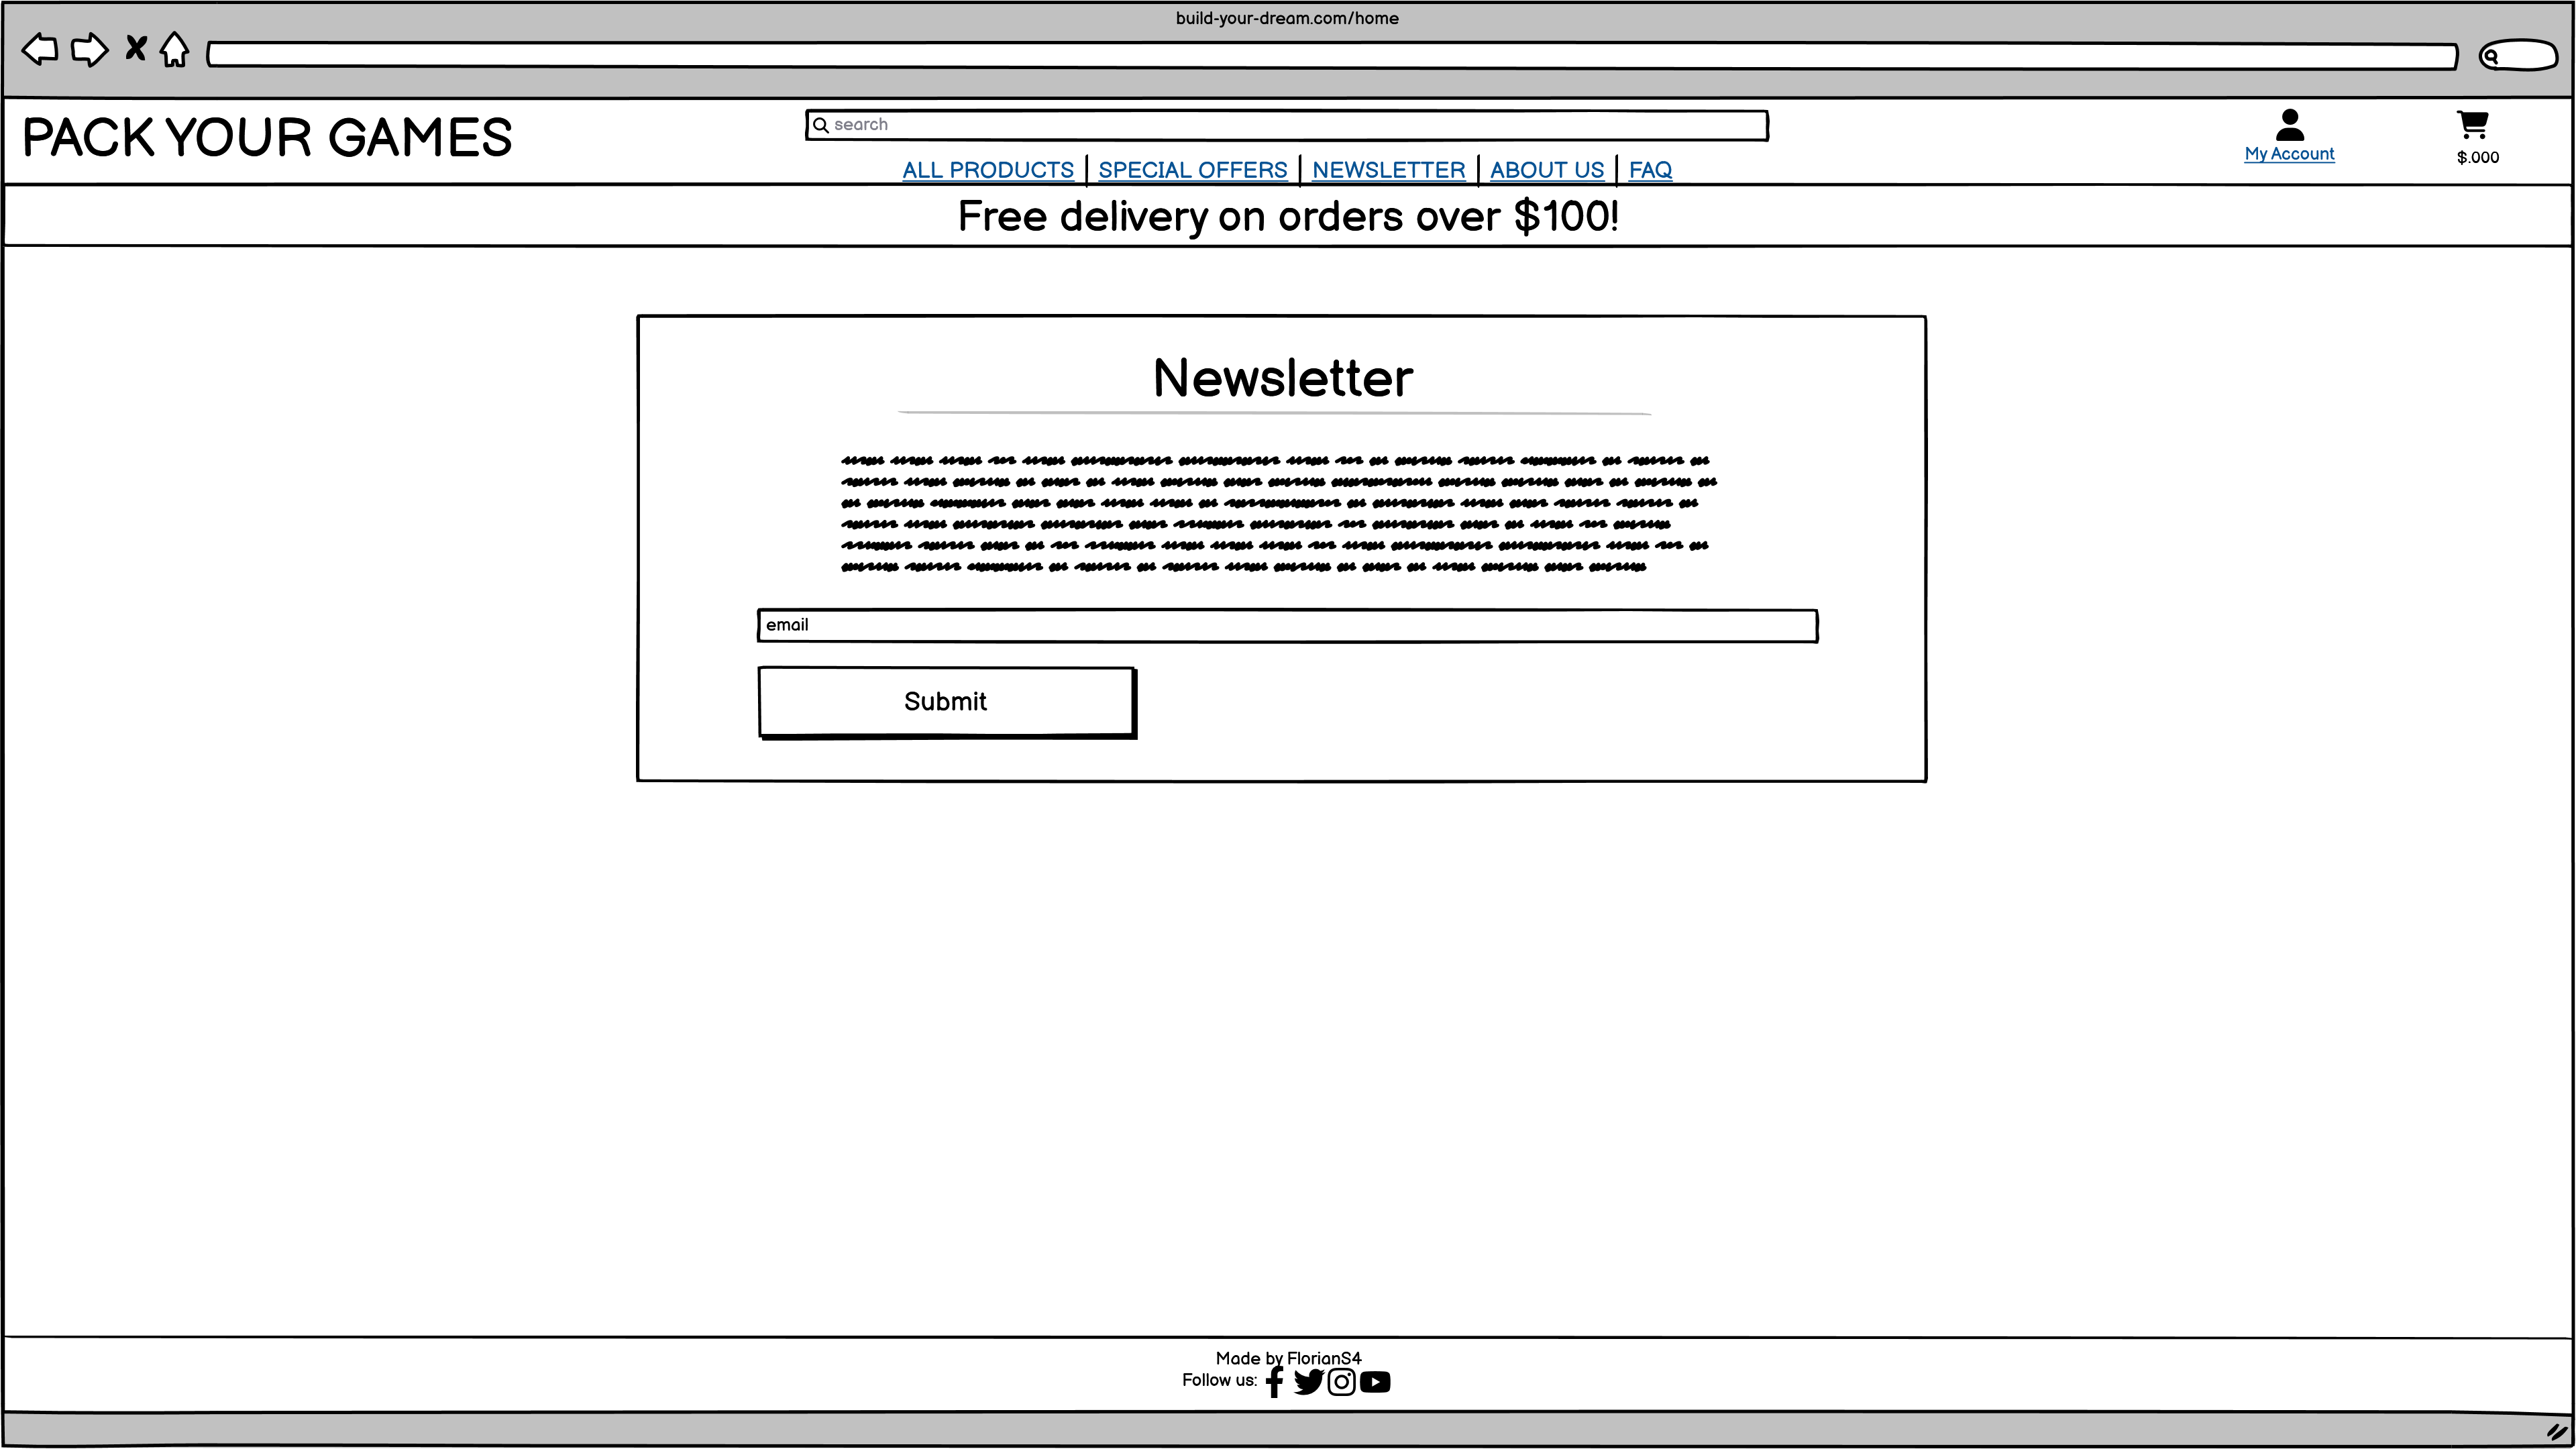 build-your-dream.com/home
PACK YOUR GAMES
search
My Account
$.000
ALL PRODUCTS | SPECIAL OFFERS | NEWSLETTER | ABOUT US | FAQ
Free delivery on orders over $100!
Newsletter
email
Submit
Made by FlorianS4
Follow us: